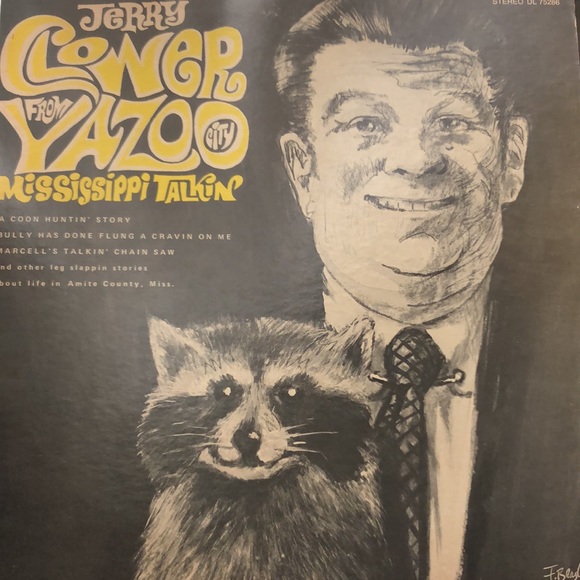 STEREO DL 75286
JERRY
CLOWER
FROM
YAZOO
CITY
MISSISSIPPI TALKIN'
A COON HUNTIN' STORY
BULLY HAS DONE FLUNG A CRAVIN ON ME
MARCELL'S TALKIN' CHAIN SAW
and other leg slappin stories
about life in Amite County, Miss.